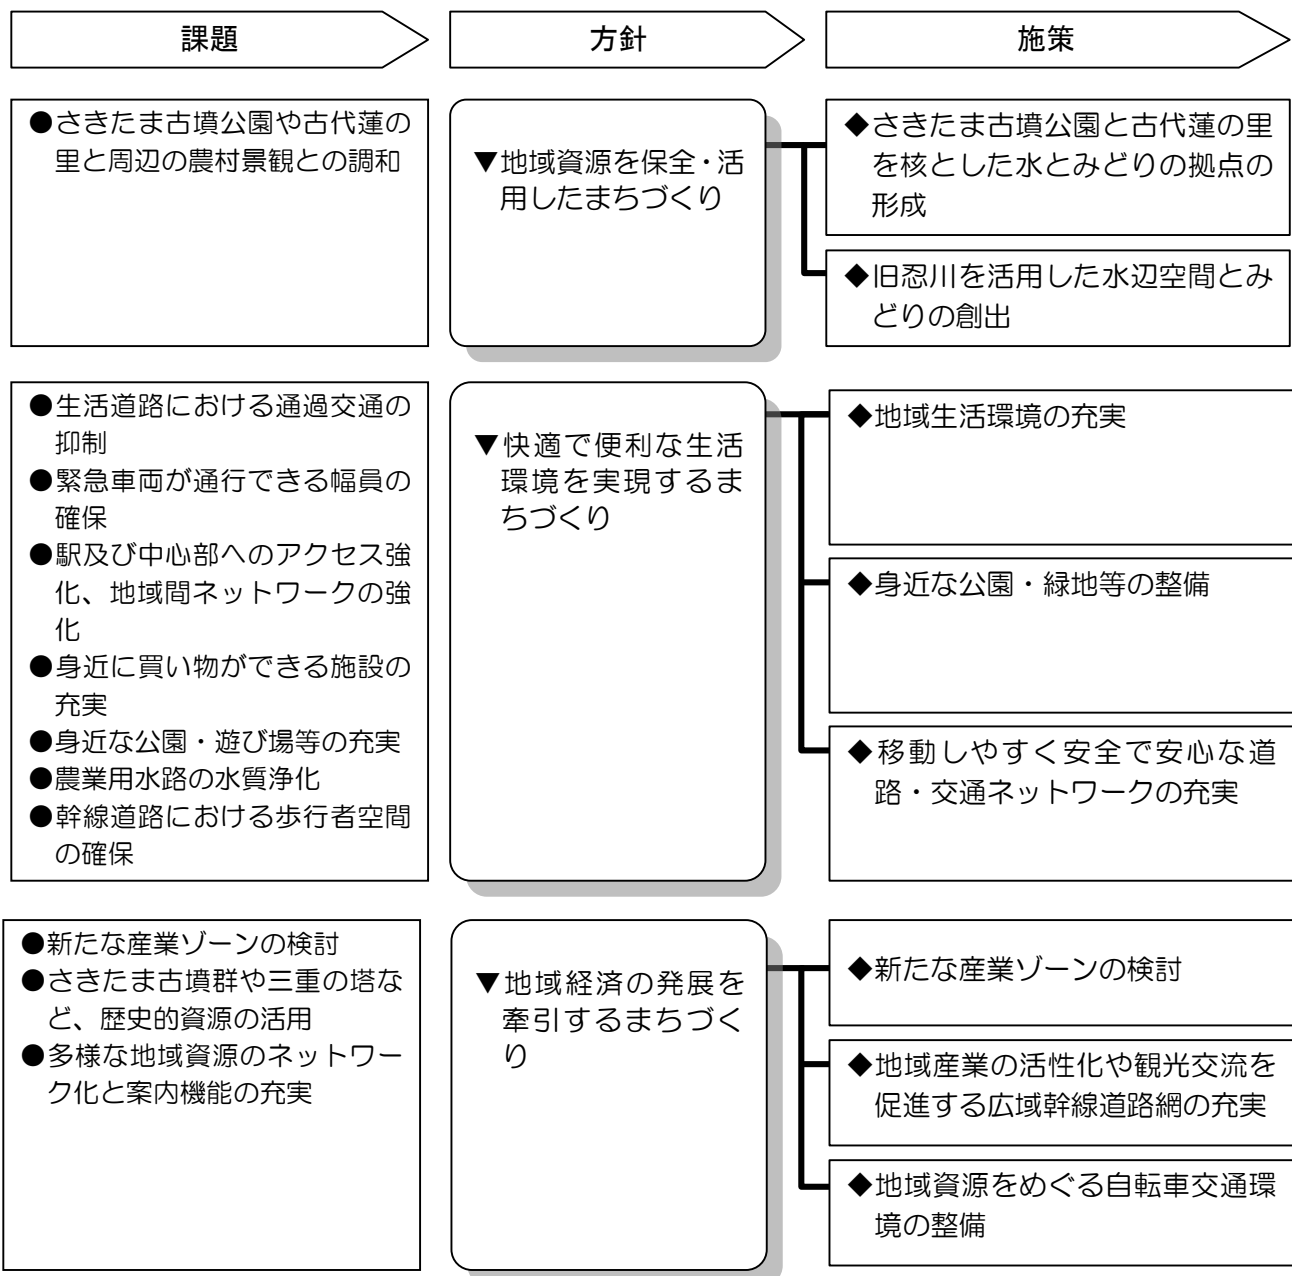 課題
方針
施策
●さきたま古墳公園や古代蓮の
里と周辺の農村景観との調和
▼地域資源を保全・活
用したまちづくり
◆さきたま古墳公園と古代蓮の里
を核とした水とみどりの拠点の
形成
◆旧忍川を活用した水辺空間とみ
どりの創出
●生活道路における通過交通の
抑制
●緊急車両が通行できる幅員の
確保
●駅及び中心部へのアクセス強
化、地域間ネットワークの強
化
●身近に買い物ができる施設の
充実
●身近な公園・遊び場等の充実
●農業用水路の水質浄化
●幹線道路における歩行者空間
の確保
▼快適で便利な生活
環境を実現するま
ちづくり
◆地域生活環境の充実
◆身近な公園・緑地等の整備
◆移動しやすく安全で安心な道
路・交通ネットワークの充実
●新たな産業ゾーンの検討
●さきたま古墳群や三重の塔な
ど、歴史的資源の活用
●多様な地域資源のネットワー
ク化と案内機能の充実
▼地域経済の発展を
牽引するまちづく
り
◆新たな産業ゾーンの検討
◆地域産業の活性化や観光交流を
促進する広域幹線道路網の充実
◆地域資源をめぐる自転車交通環
境の整備